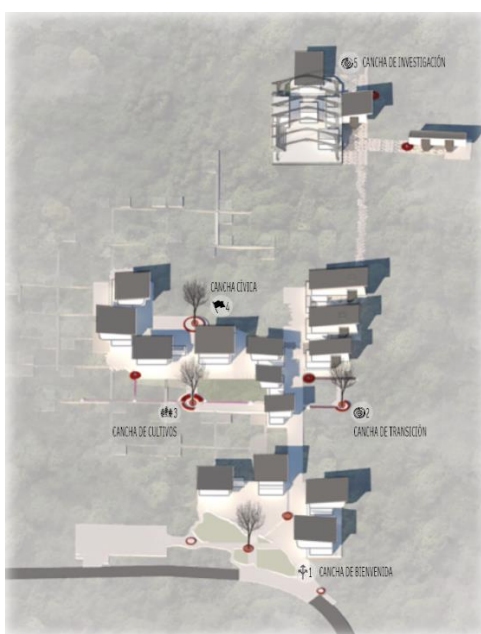 5 CANCHA DE INVESTIGACIÓN
CANCHA CÍVICA
4
3
CANCHA DE CULTIVOS
2
CANCHA DE TRANSICIÓN
1 CANCHA DE BIENVENIDA